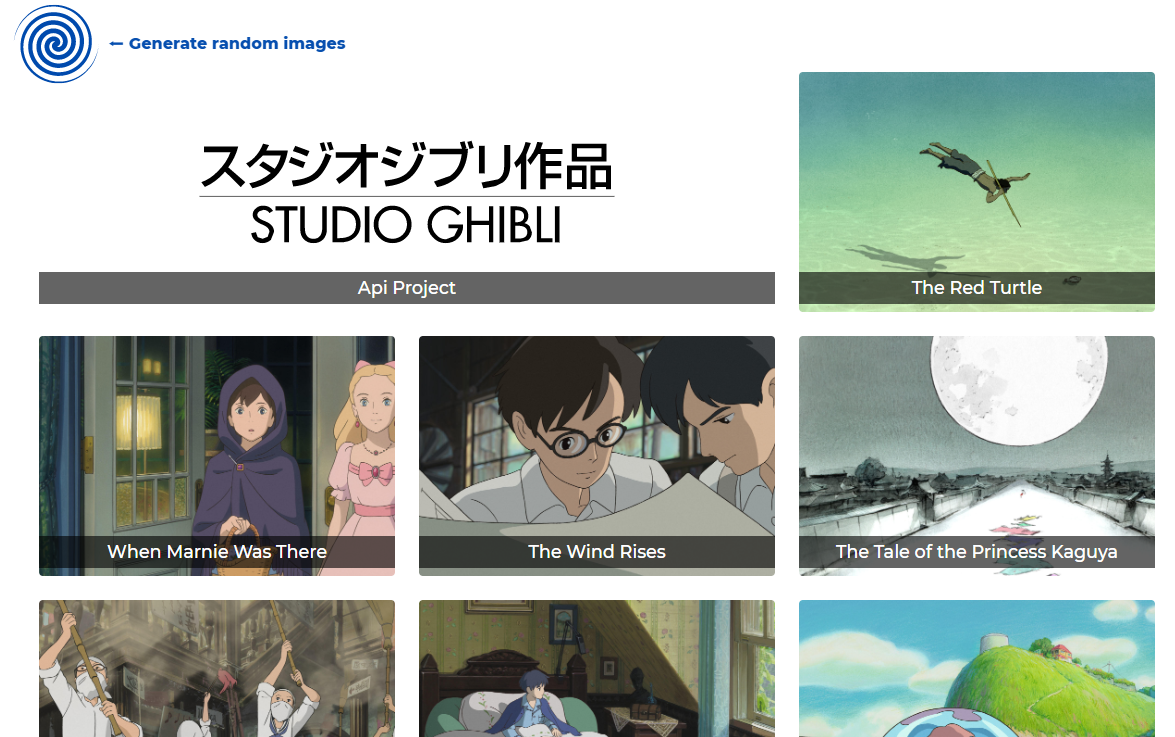 ← Generate random images
スタジオジブリ作品
STUDIO GHIBLI
Api Project
The Red Turtle
When Marnie Was There
The Wind Rises
The Tale of the Princess Kaguya